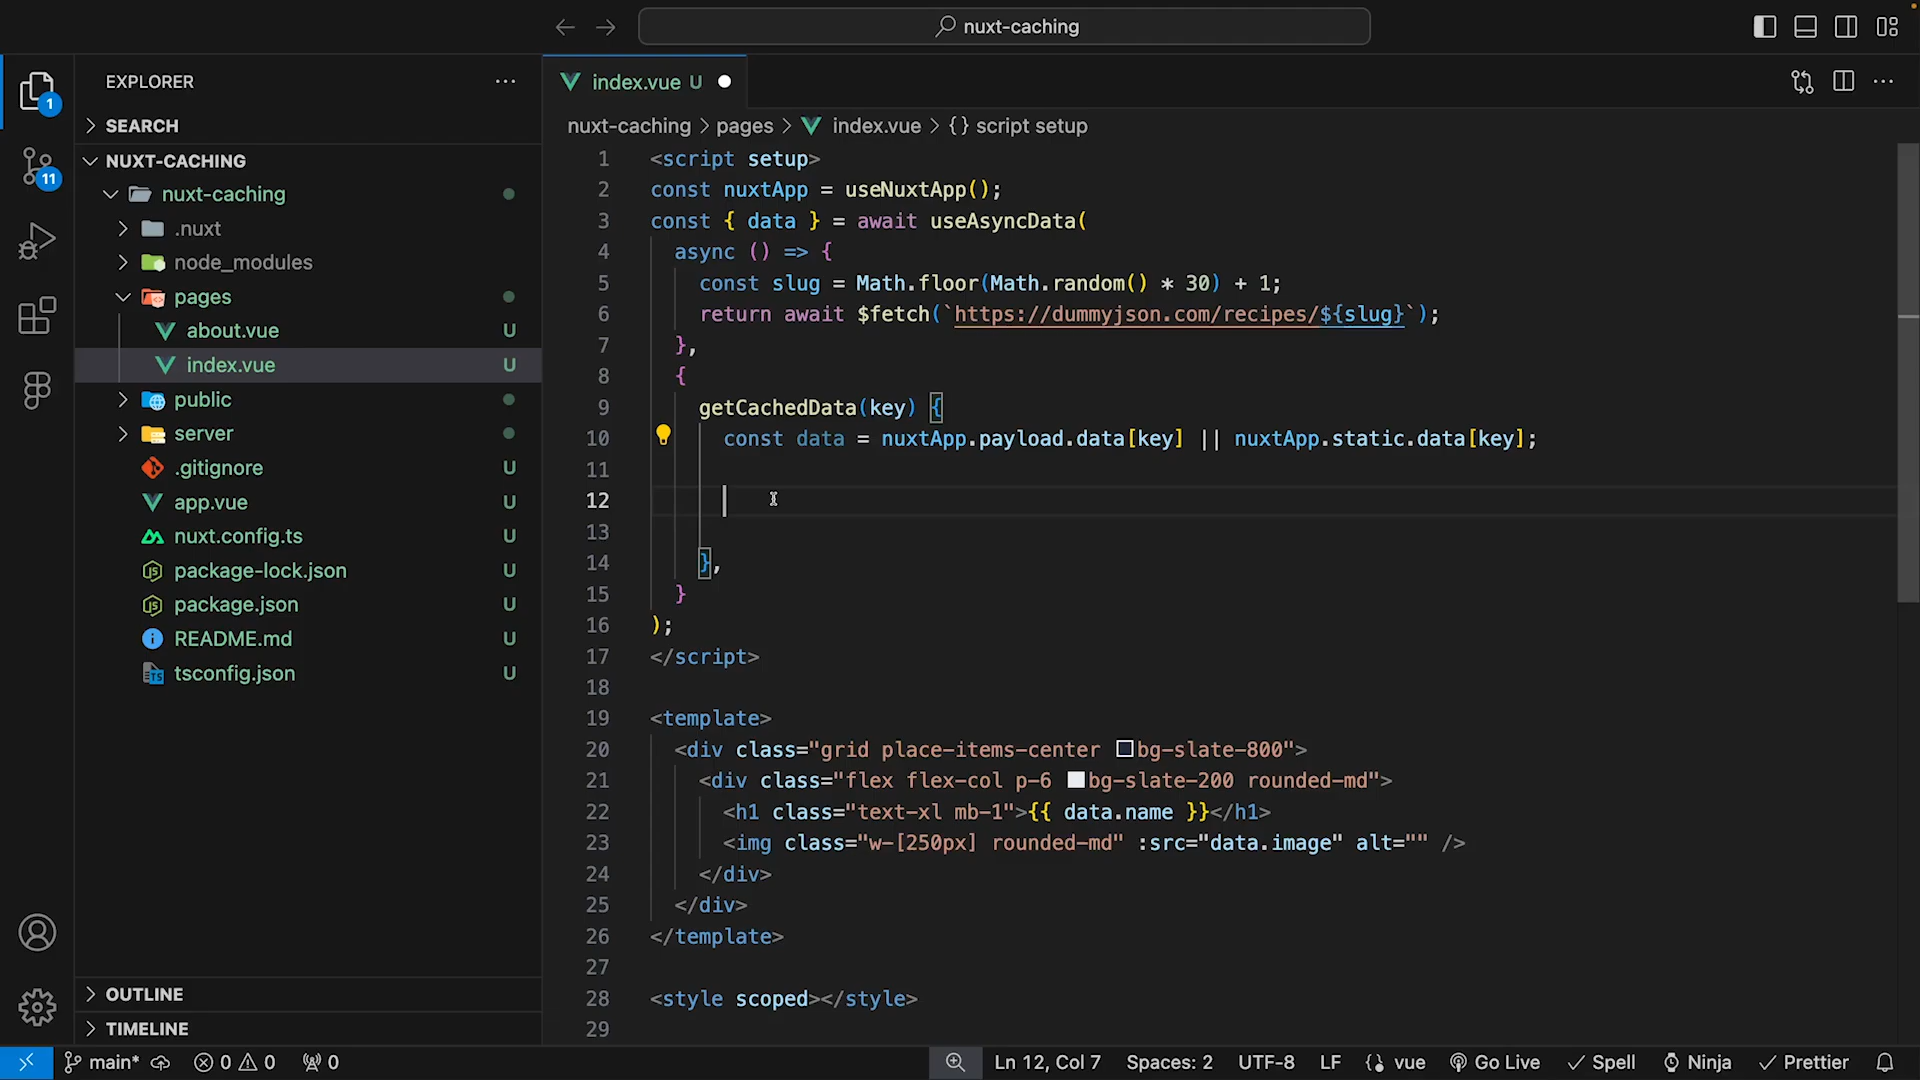 nuxt-caching
EXPLORER
SEARCH
NUXT-CACHING
nuxt-caching
.nuxt
node_modules
pages
about.vue U
index.vue U
public
server
.gitignore U
app.vue U
nuxt.config.ts U
package-lock.json U
package.json U
README.md U
tsconfig.json U
OUTLINE
TIMELINE
1
11
index.vue U
nuxt-caching > pages > index.vue > {} script setup
1 <script setup>
2 const nuxtApp = useNuxtApp();
3 const { data } = await useAsyncData(
4 async () => {
5 const slug = Math.floor(Math.random() * 30) + 1;
6 return await $fetch(`https://dummyjson.com/recipes/${slug}`);
7 },
8 {
9 getCachedData(key) {
10 const data = nuxtApp.payload.data[key] || nuxtApp.static.data[key];
11
12
13
14 },
15 }
16 );
17 </script>
18
19 <template>
20 <div class="grid place-items-center bg-slate-800">
21 <div class="flex flex-col p-6 bg-slate-200 rounded-md">
22 <h1 class="text-xl mb-1">{{ data.name }}</h1>
23 <img class="w-[250px] rounded-md" :src="data.image" alt="" />
24 </div>
25 </div>
26 </template>
27
28 <style scoped></style>
29
main* 0 0 0 Ln 12, Col 7 Spaces: 2 UTF-8 LF {} vue Go Live Spell Ninja Prettier